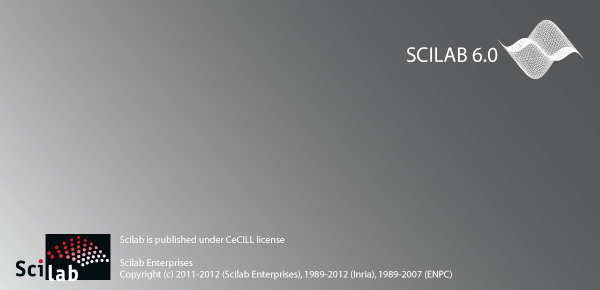 SCILAB 6.0
Scilab is published under CeCILL license
Scilab Enterprises
Copyright (c) 2011-2012 (Scilab Enterprises), 1989-2012 (Inria), 1989-2007 (ENPC)
Scilab